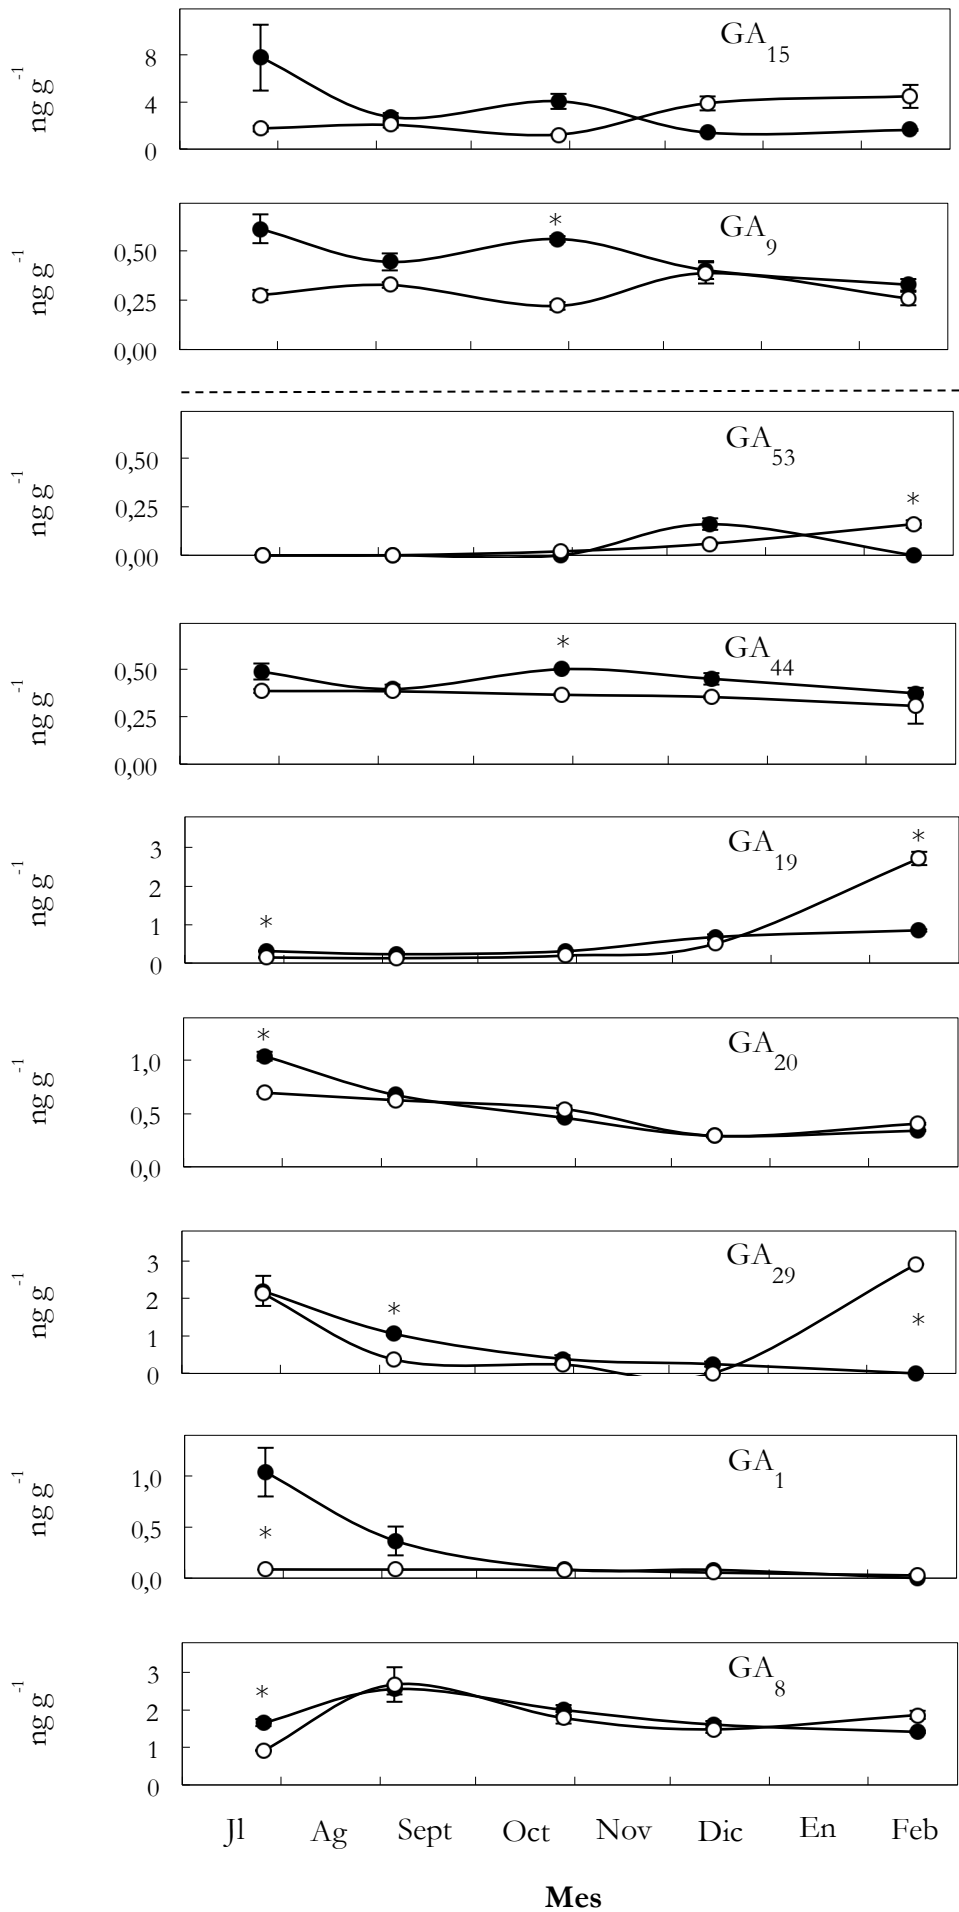 GA15
ng g-1
8
4
0
*
GA9
ng g-1
0,50
0,25
0,00
GA53
ng g-1
0,50
0,25
0,00
*
*
GA44
ng g-1
0,50
0,25
0,00
GA19
ng g-1
3
2
1
0
*
*
GA20
ng g-1
1,0
0,5
0,0
*
GA29
ng g-1
3
2
1
0
*
*
GA1
ng g-1
1,0
0,5
0,0
*
GA8
ng g-1
3
2
1
0
*
Jl Ag Sept Oct Nov Dic En Feb
Mes